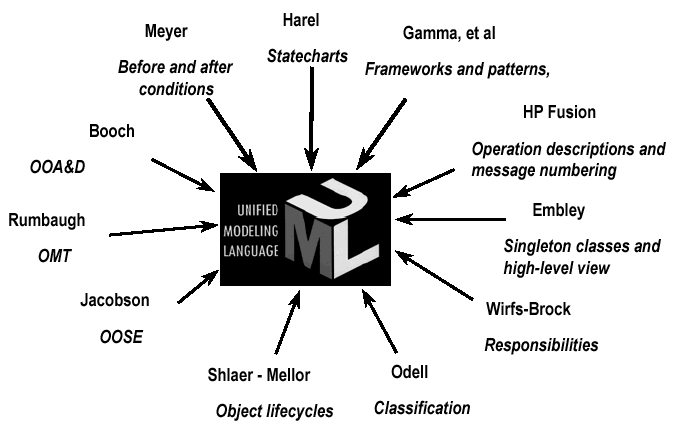 Harel
Meyer
Gamma, et al
Statecharts
Before and after
conditions
Frameworks and patterns,
HP Fusion
Booch
Operation descriptions and
message numbering
OOA&D
UNIFIED
MODELING
LANGUAGE
UML
Rumbaugh
Embley
OMT
Singleton classes and
high-level view
Jacobson
Wirfs-Brock
OOSE
Responsibilities
Shlaer - Mellor
Odell
Object lifecycles
Classification